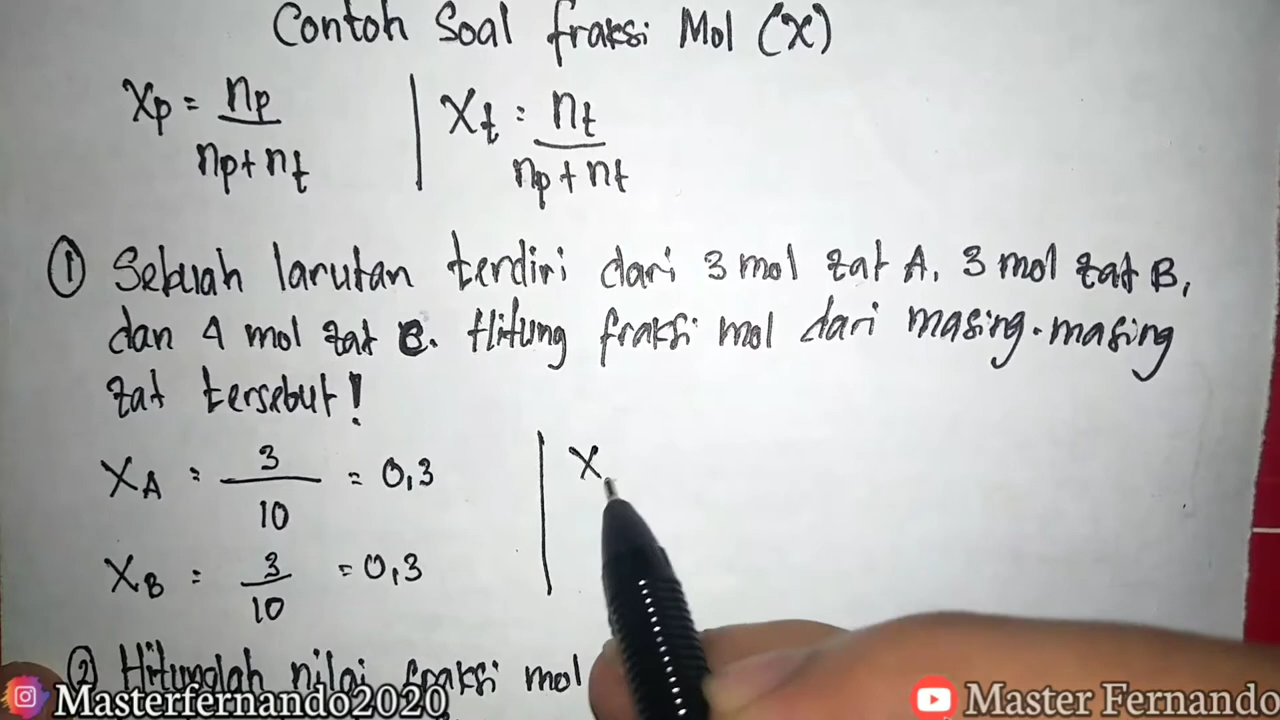 Contoh Soal fraksi Mol (x)
Xp = np / np + nt | Xt = nt / np + nt
① Sebuah larutan terdiri dari 3 mol zat A, 3 mol zat B,
dan 4 mol zat C. Hitung fraksi mol dari masing-masing
zat tersebut!
XA = 3 / 10 = 0,3 | X
XB = 3 / 10 = 0,3
② Hitunglah nilai fraksi mol
Masterfernando2020
Master Fernando